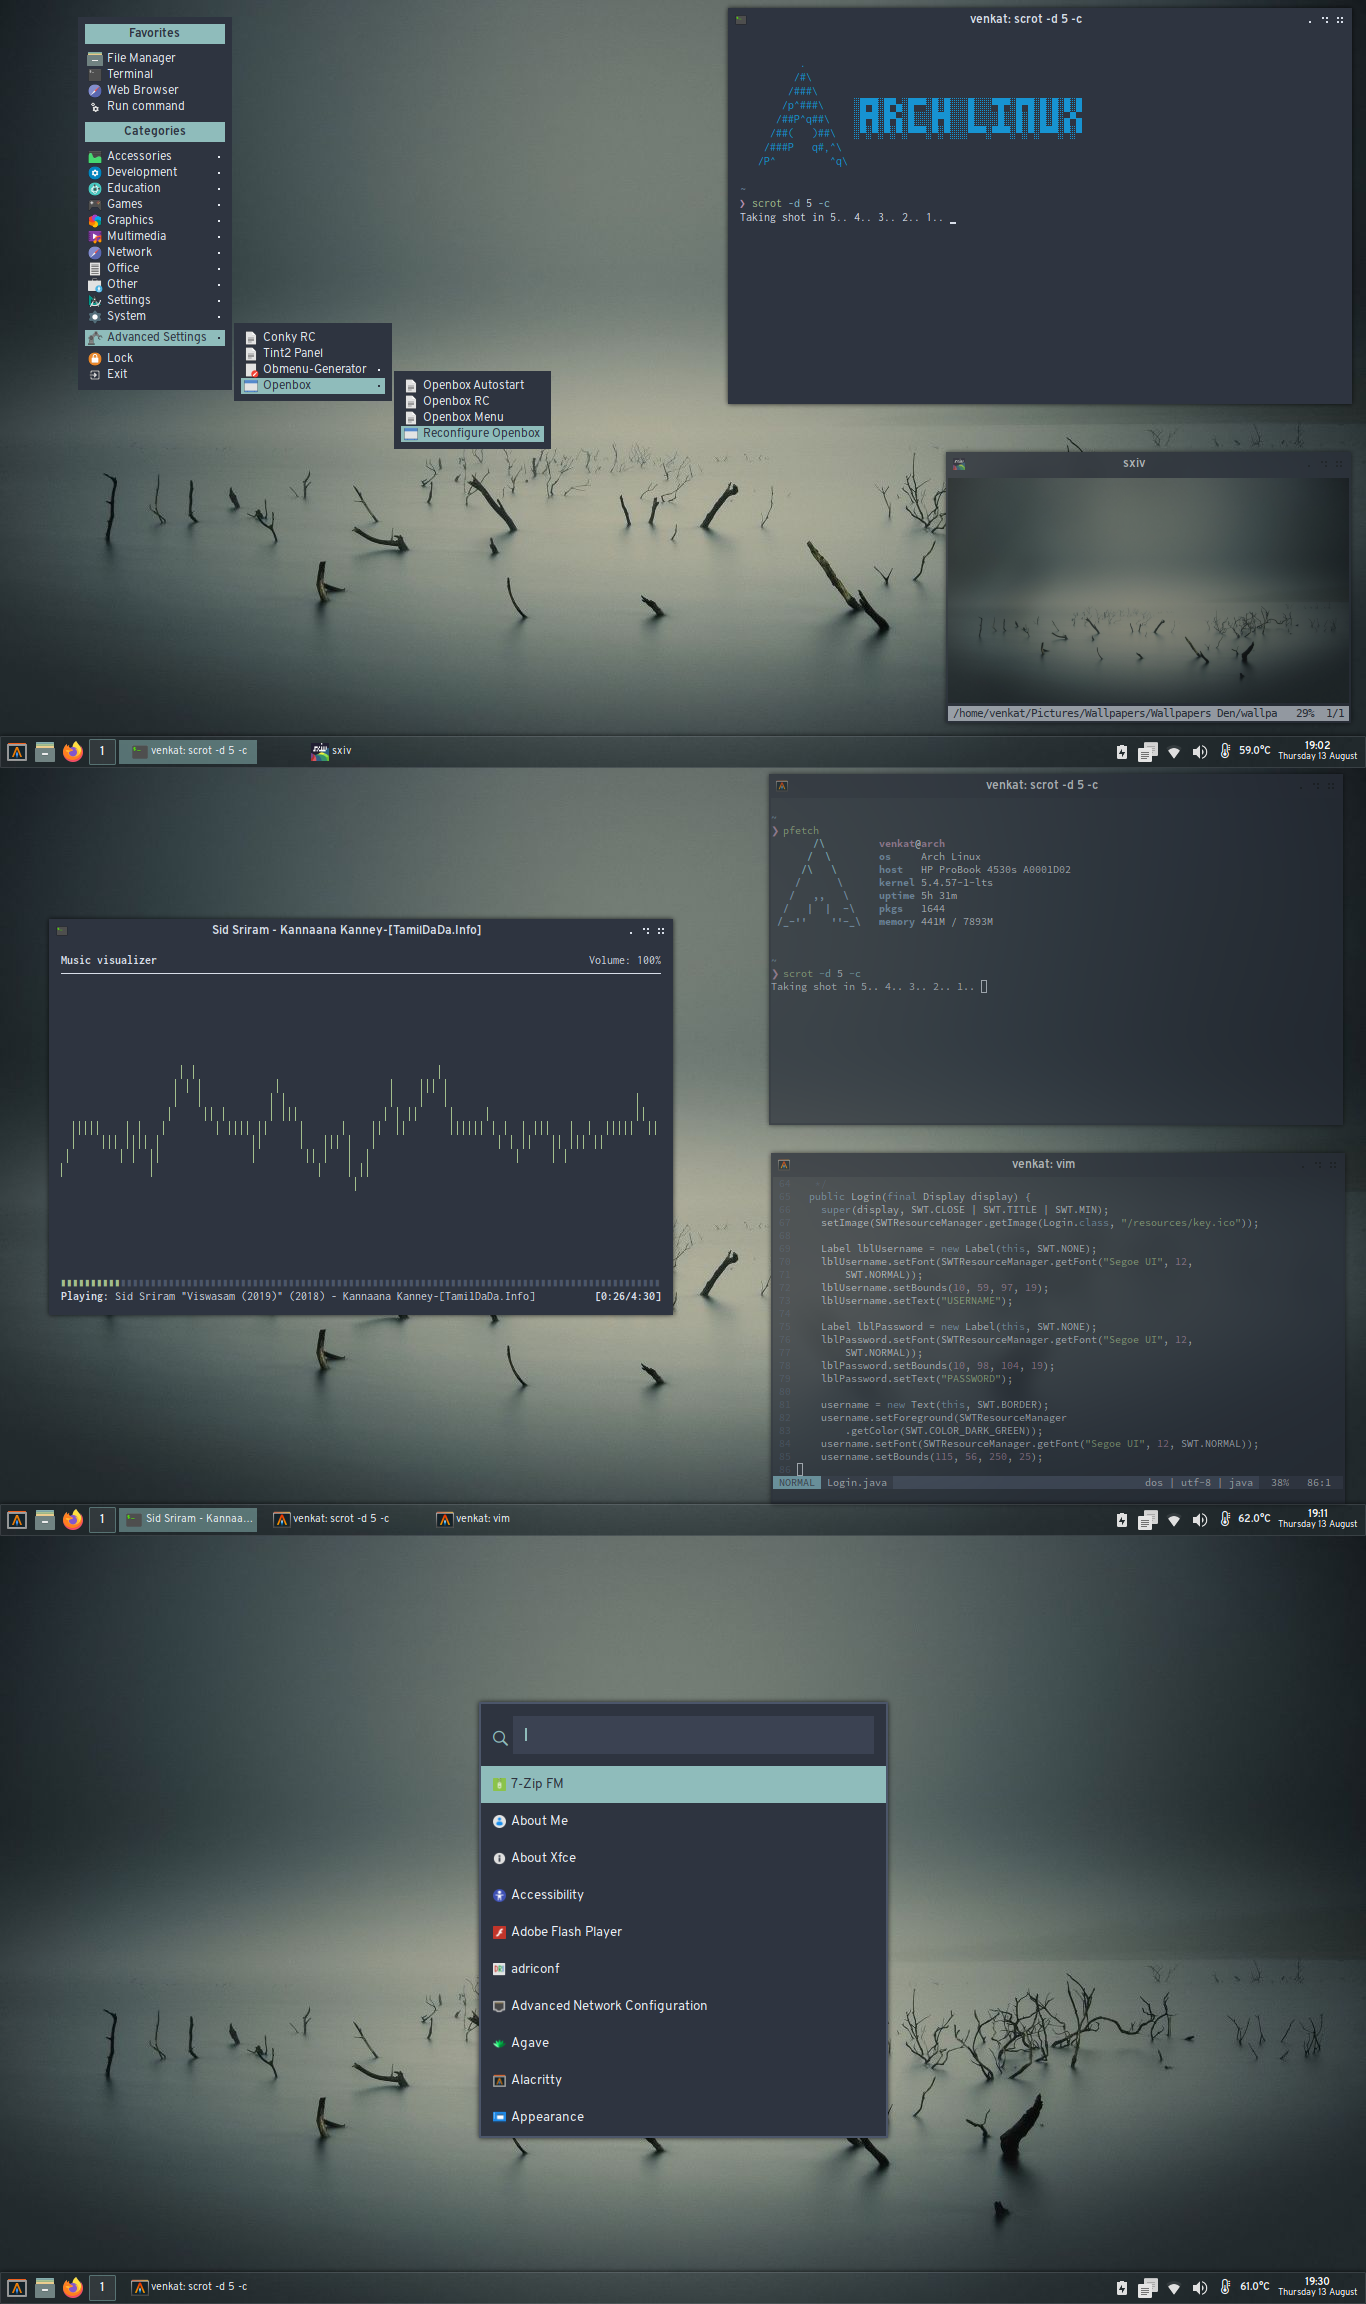 Favorites
File Manager
Terminal
Web Browser
Run command
Categories
Accessories
Development
Education
Games
Graphics
Multimedia
Network
Office
Other
Settings
System
Advanced Settings
Lock
Exit
Conky RC
Tint2 Panel
Obmenu-Generator
Openbox
Openbox Autostart
Openbox RC
Openbox Menu
Reconfigure Openbox
venkat: scrot -d 5 -c
.
/#\
/###\
/p^###\
/##P^q##\
/##(   )##\
/###P   q#,^\
/P^         ^q\
ARCH LINUX
~
❯ scrot -d 5 -c
Taking shot in 5.. 4.. 3.. 2.. 1.. _
sxiv
/home/venkat/Pictures/Wallpapers/Wallpapers Den/wallpa 29% 1/1
1 venkat: scrot -d 5 -c sxiv
59.0°C
19:02
Thursday 13 August
venkat: scrot -d 5 -c
~
❯ pfetch
venkat@arch
os Arch Linux
host HP ProBook 4530s A0001D02
kernel 5.4.57-1-lts
uptime 5h 31m
pkgs 1644
memory 441M / 7893M
~
❯ scrot -d 5 -c
Taking shot in 5.. 4.. 3.. 2.. 1..
Sid Sriram - Kannaana Kanney-[TamilDaDa.Info]
Music visualizer Volume: 100%
Playing: Sid Sriram "Viswasam (2019)" (2018) - Kannaana Kanney-[TamilDaDa.Info] [0:26/4:30]
venkat: vim
public Login(final Display display) {
super(display, SWT.CLOSE | SWT.TITLE | SWT.MIN);
setImage(SWTResourceManager.getImage(Login.class, "/resources/key.ico"));
Label lblUsername = new Label(this, SWT.NONE);
lblUsername.setFont(SWTResourceManager.getFont("Segoe UI", 12,
SWT.NORMAL));
lblUsername.setBounds(10, 59, 97, 19);
lblUsername.setText("USERNAME");
Label lblPassword = new Label(this, SWT.NONE);
lblPassword.setFont(SWTResourceManager.getFont("Segoe UI", 12,
SWT.NORMAL));
lblPassword.setBounds(10, 98, 104, 19);
lblPassword.setText("PASSWORD");
username = new Text(this, SWT.BORDER);
username.setForeground(SWTResourceManager
.getColor(SWT.COLOR_DARK_GREEN));
username.setFont(SWTResourceManager.getFont("Segoe UI", 12, SWT.NORMAL));
username.setBounds(115, 56, 250, 25);
NORMAL Login.java dos | utf-8 | java 38% 86:1
1 Sid Sriram - Kannaa... venkat: scrot -d 5 -c venkat: vim
62.0°C
19:11
Thursday 13 August
7-Zip FM
About Me
About Xfce
Accessibility
Adobe Flash Player
adriconf
Advanced Network Configuration
Agave
Alacritty
Appearance
1 venkat: scrot -d 5 -c
61.0°C
19:30
Thursday 13 August